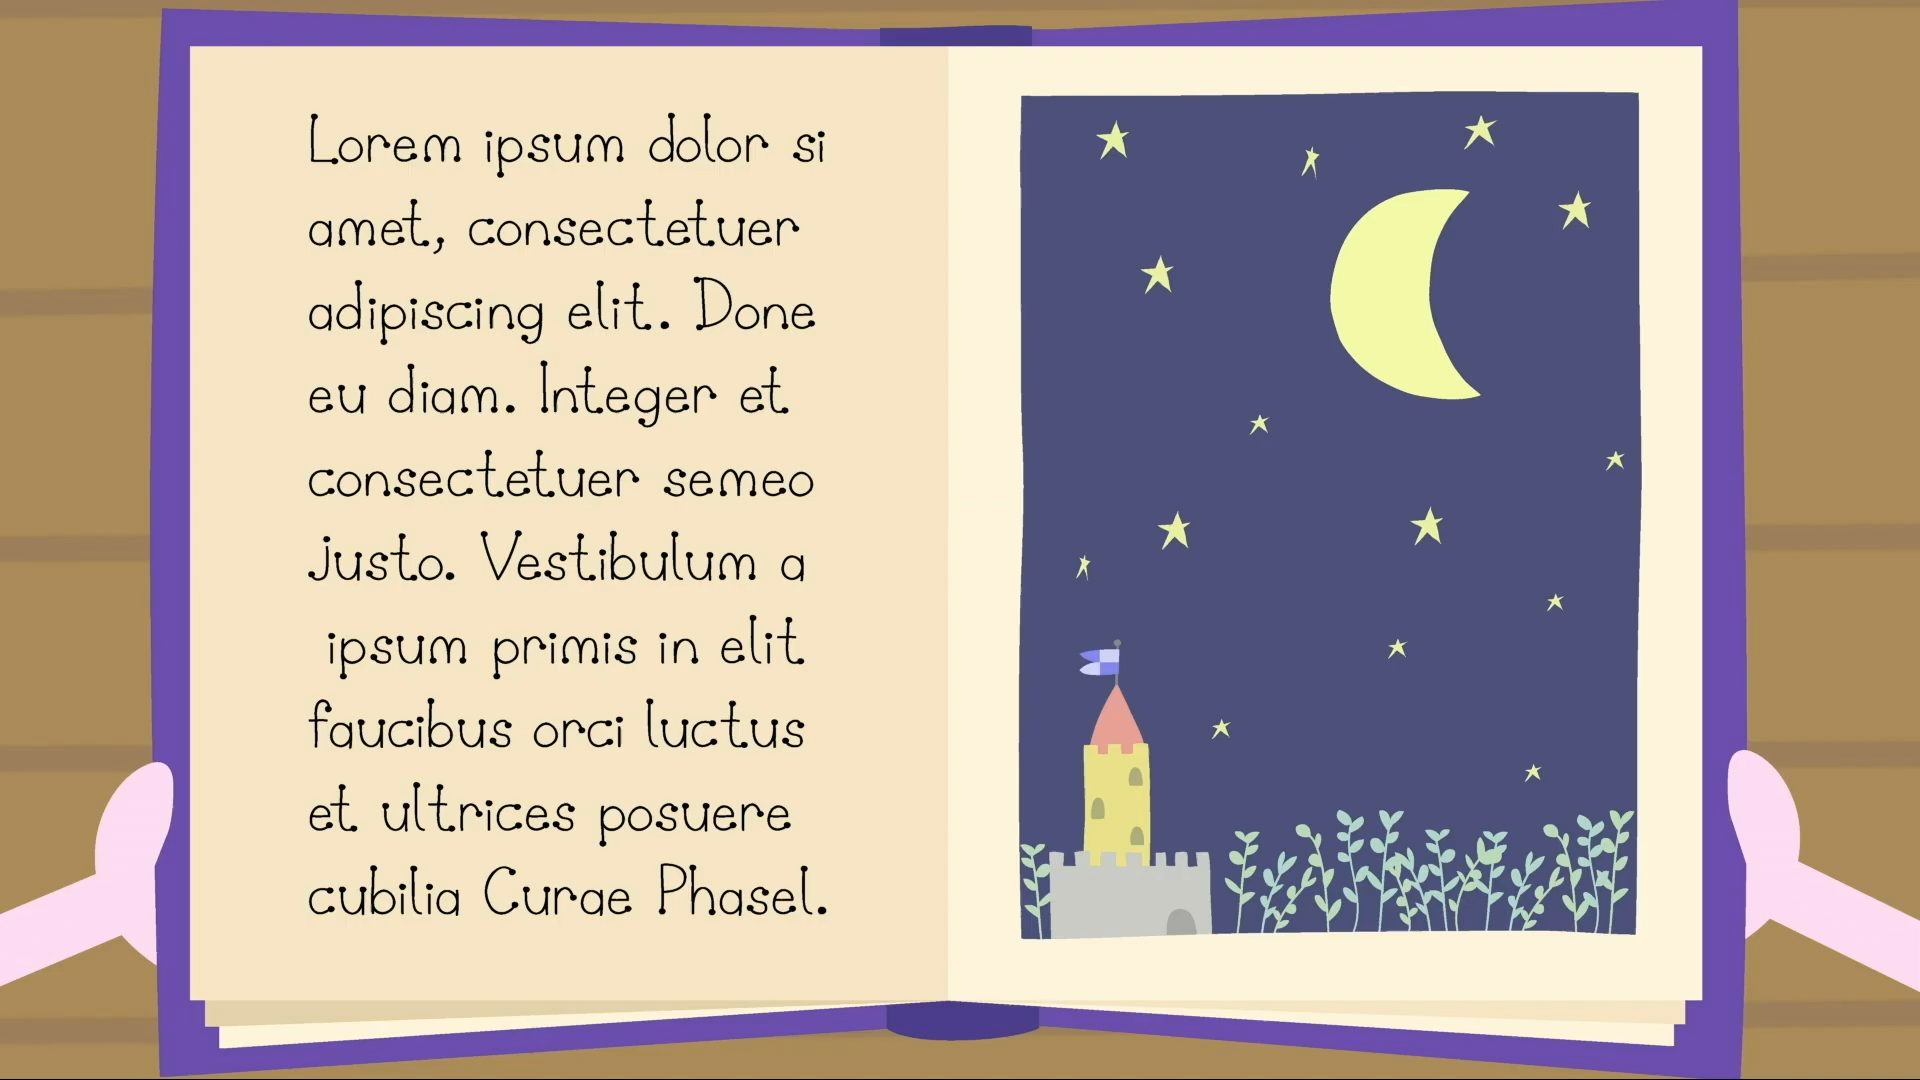 Lorem ipsum dolor si
amet, consectetuer
adipiscing elit. Done
eu diam. Integer et
consectetuer semeo
justo. Vestibulum a
ipsum primis in elit
faucibus orci luctus
et ultrices posuere
cubilia Curae Phasel.